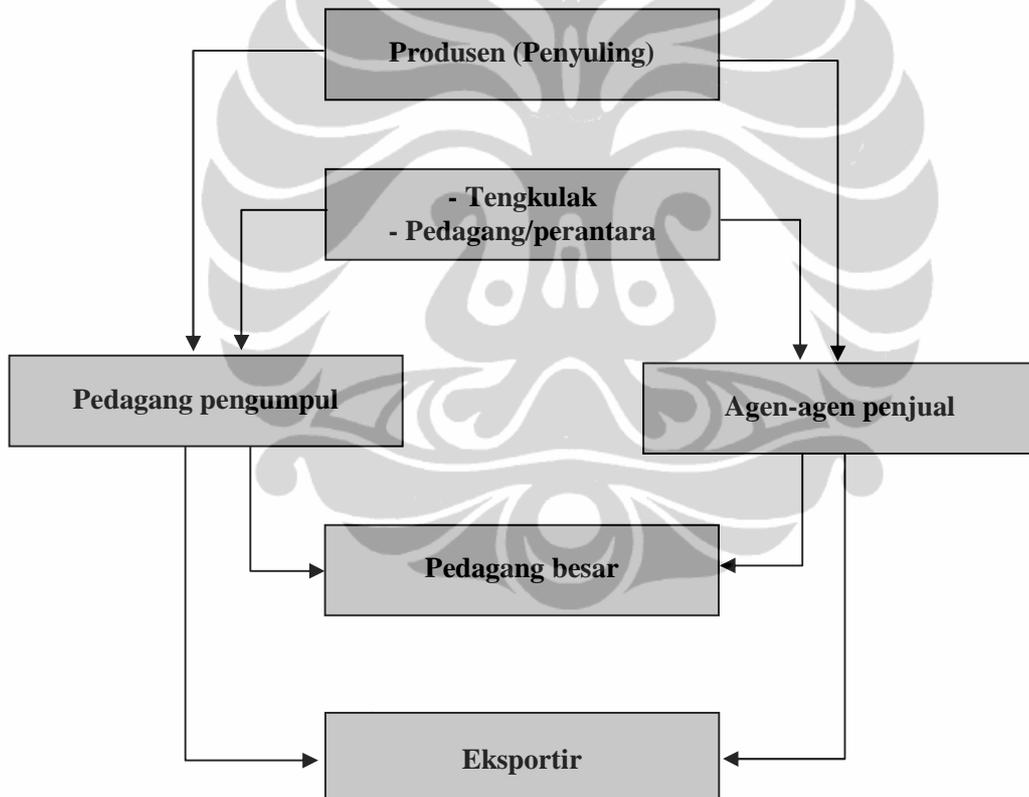 Produsen (Penyuling)
- Tengkulak
- Pedagang/perantara
Pedagang pengumpul
Agen-agen penjual
Pedagang besar
Eksportir